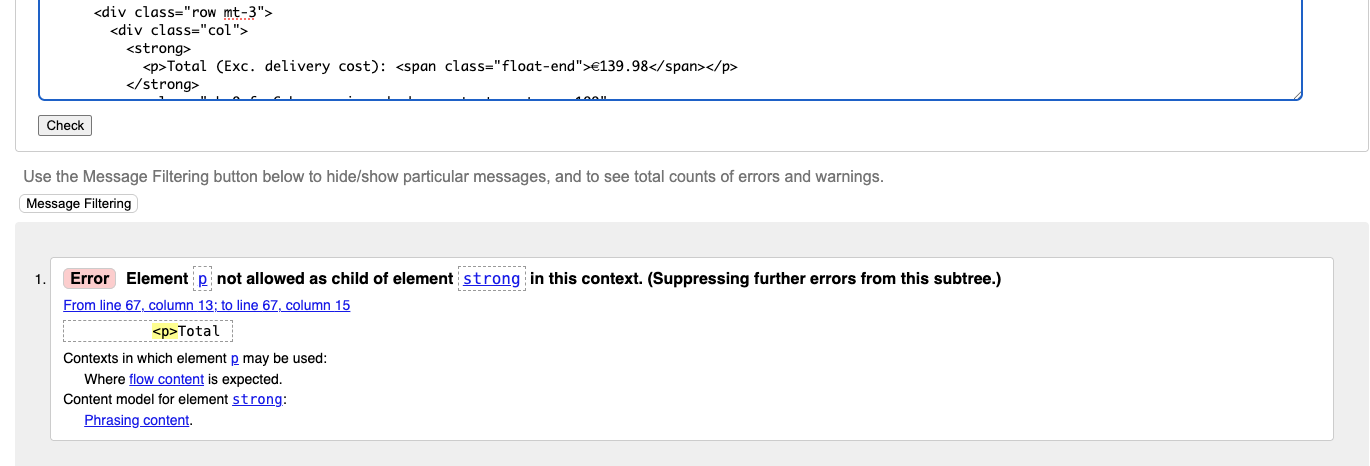 <div class="row mt-3">
<div class="col">
<strong>
<p>Total (Exc. delivery cost): <span class="float-end">€139.98</span></p>
</strong>
Check
Use the Message Filtering button below to hide/show particular messages, and to see total counts of errors and warnings.
Message Filtering
1. Error Element p not allowed as child of element strong in this context. (Suppressing further errors from this subtree.)
From line 67, column 13; to line 67, column 15
<p>Total
Contexts in which element p may be used:
Where flow content is expected.
Content model for element strong:
Phrasing content.